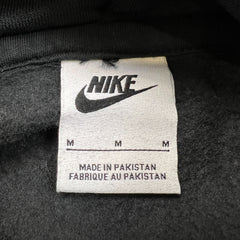 NIKE
M M M
MADE IN PAKISTAN
FABRIQUE AU PAKISTAN